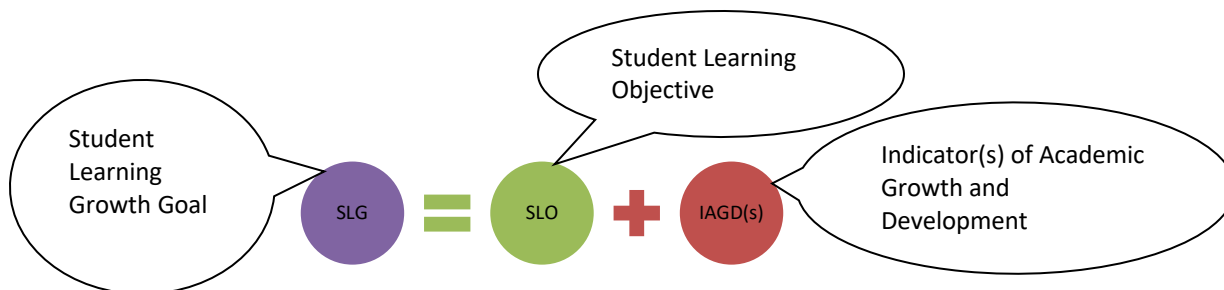 Student Learning
Objective
Student
Learning
Growth Goal
Indicator(s) of Academic
Growth and
Development
SLG
SLO
IAGD(s)